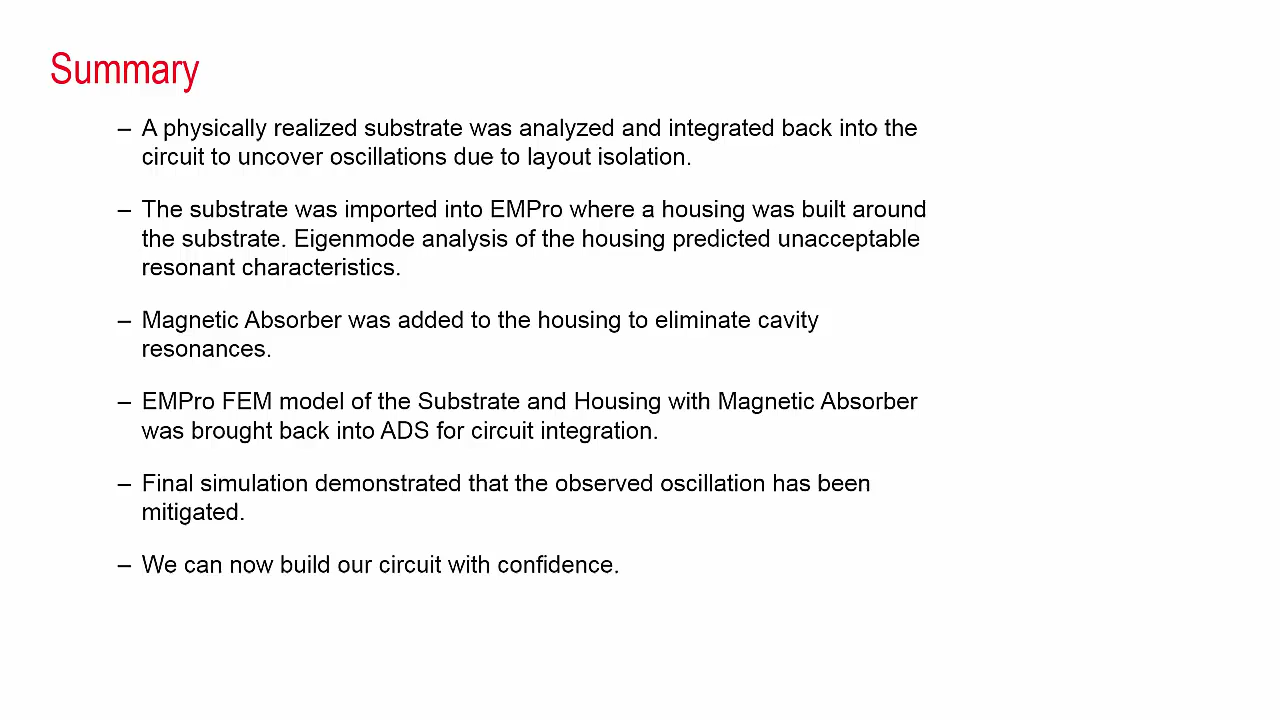 Summary
– A physically realized substrate was analyzed and integrated back into the
circuit to uncover oscillations due to layout isolation.
– The substrate was imported into EMPro where a housing was built around
the substrate. Eigenmode analysis of the housing predicted unacceptable
resonant characteristics.
– Magnetic Absorber was added to the housing to eliminate cavity
resonances.
– EMPro FEM model of the Substrate and Housing with Magnetic Absorber
was brought back into ADS for circuit integration.
– Final simulation demonstrated that the observed oscillation has been
mitigated.
– We can now build our circuit with confidence.